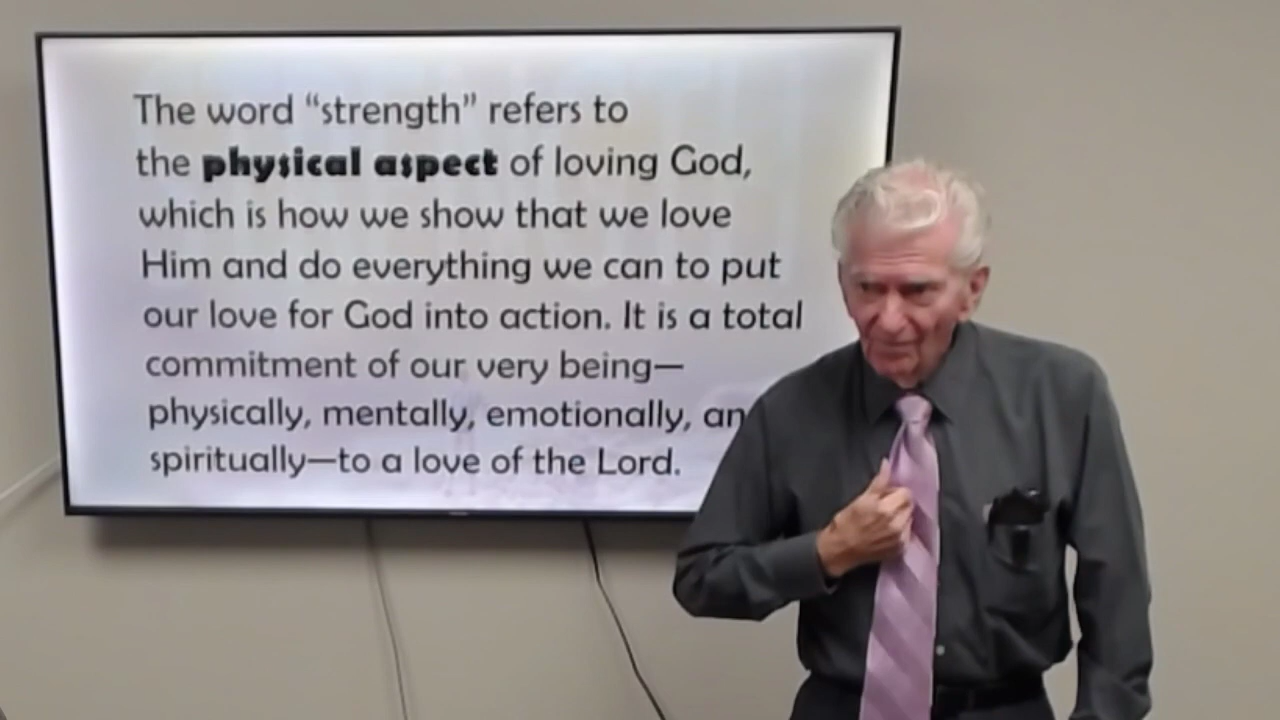 The word “strength” refers to
the physical aspect of loving God,
which is how we show that we love
Him and do everything we can to put
our love for God into action. It is a total
commitment of our very being—
physically, mentally, emotionally, an
spiritually—to a love of the Lord.